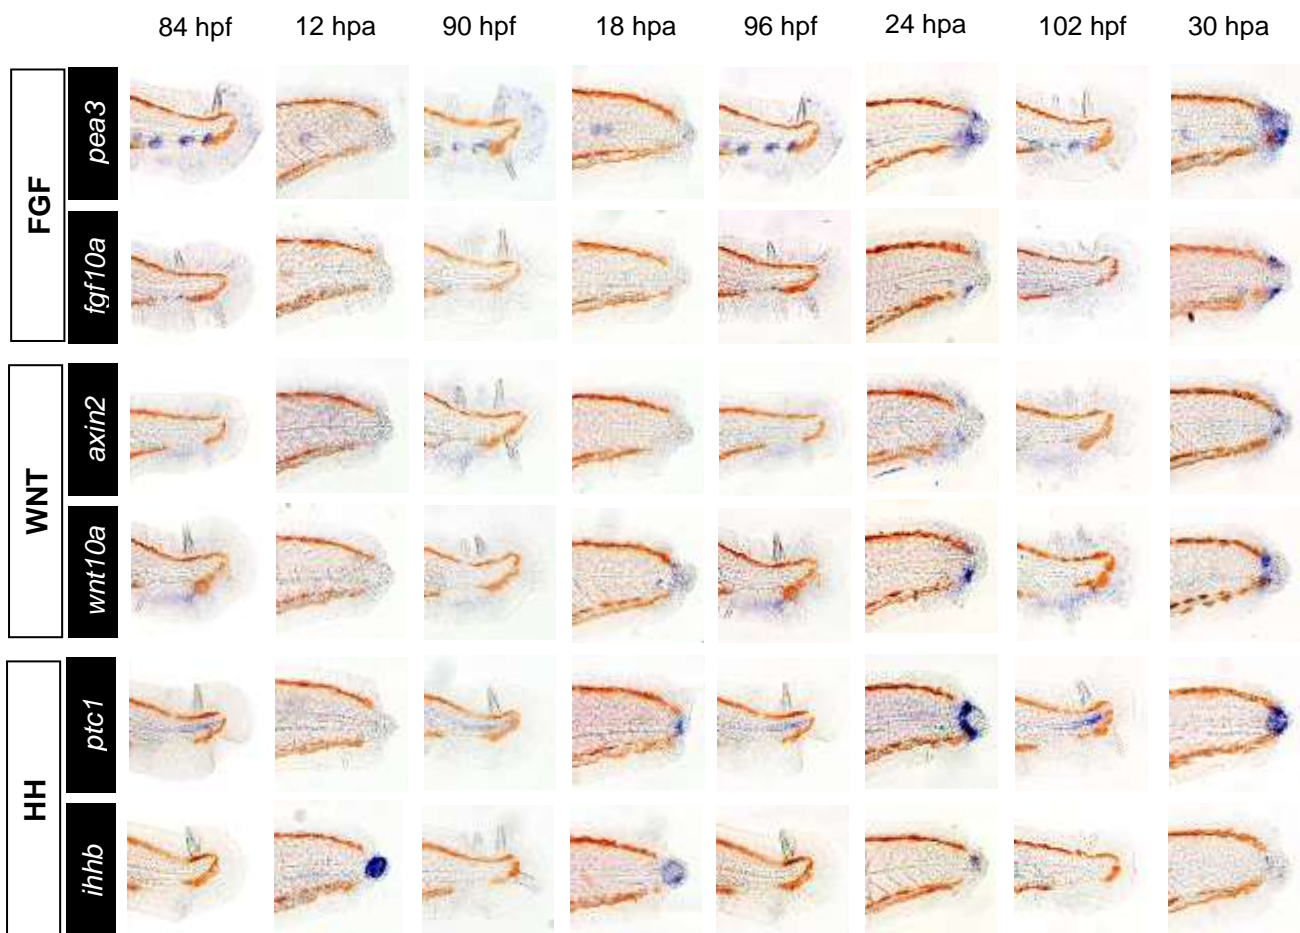 84 hpf 12 hpa 90 hpf 18 hpa 96 hpf 24 hpa 102 hpf 30 hpa
FGF
pea3
fgf10a
WNT
axin2
wnt10a
HH
ptc1
ihhb